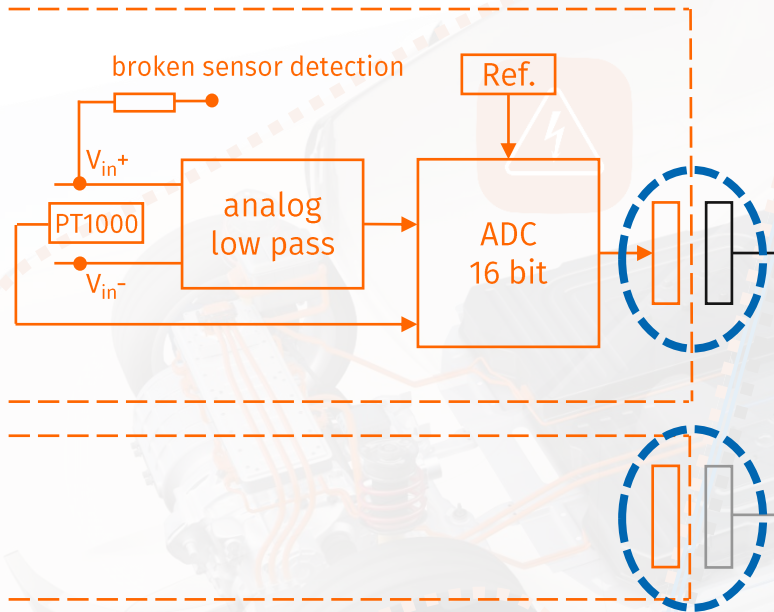 broken sensor detection
Ref.
Vin+
PT1000
Vin-
analog
low pass
ADC
16 bit